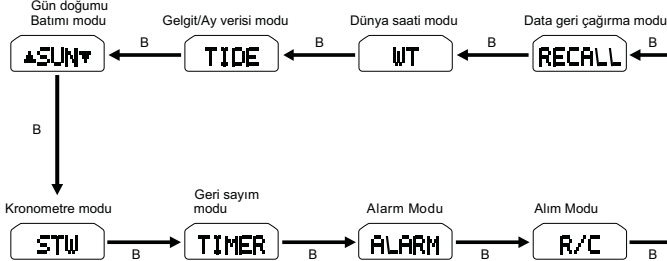 Gün doğumu
Batımı modu
Gelgit/Ay verisi modu
Dünya saati modu
Data geri çağırma modu
▲SUN▼
B
TIDE
B
WT
B
RECALL
B
B
Kronometre modu
Geri sayım
modu
Alarm Modu
Alım Modu
STW
B
TIMER
B
ALARM
B
R/C
B